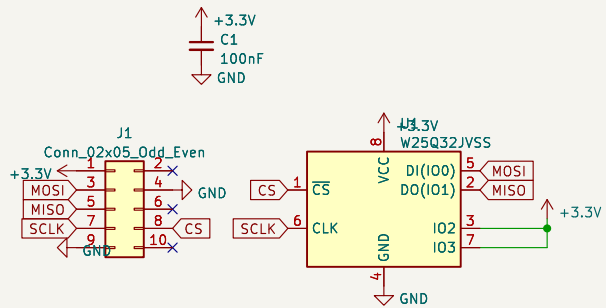 +3.3V
C1
100nF
GND
J1
Conn_02x05_Odd_Even
+3.3V 1 2
MOSI 3 4 GND
MISO 5 6
SCLK 7 8 CS
GND 9 10
U1
+3.3V
W25Q32JVSS
8
VCC
DI(IO0) 5 MOSI
CS 1 CS DO(IO1) 2 MISO
SCLK 6 CLK IO2 3 +3.3V
IO3 7
GND
4
GND